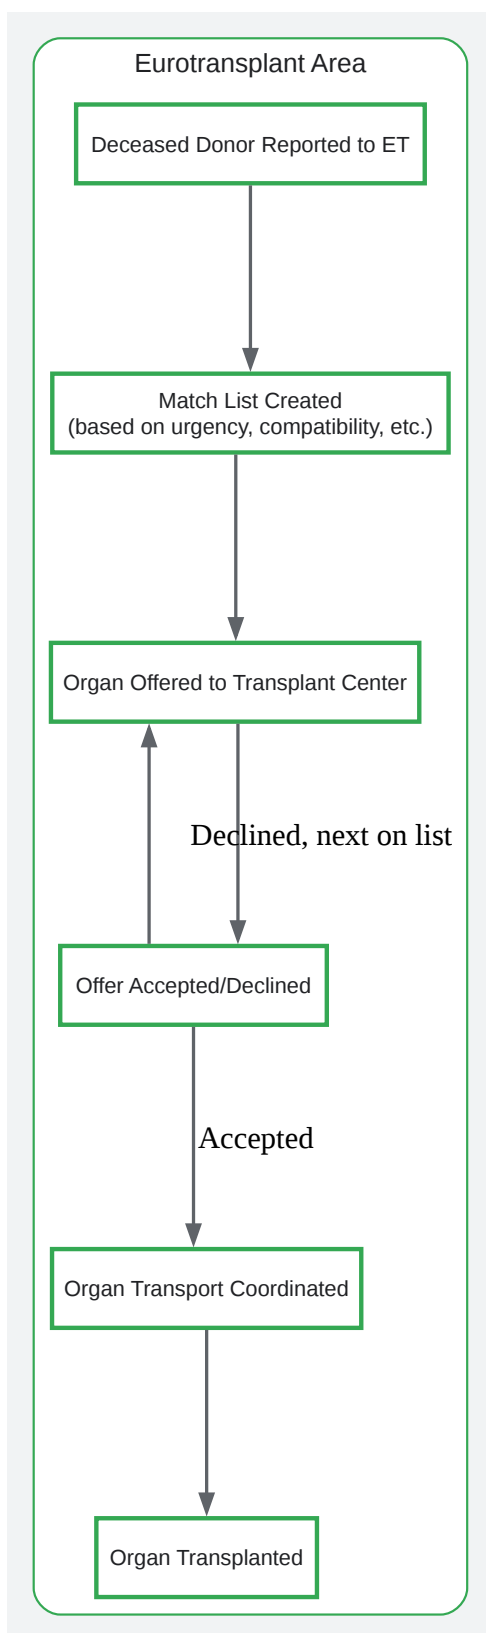 Eurotransplant Area
Deceased Donor Reported to ET
Match List Created
(based on urgency, compatibility, etc.)
Organ Offered to Transplant Center
Declined, next on list
Offer Accepted/Declined
Accepted
Organ Transport Coordinated
Organ Transplanted